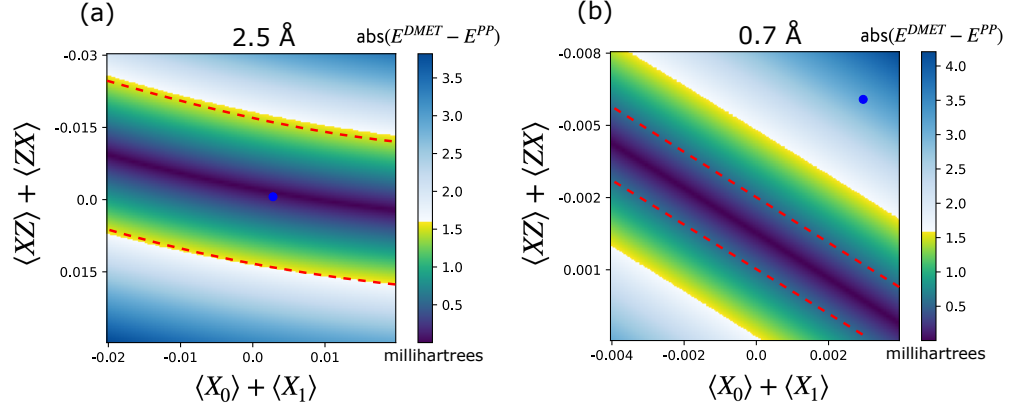 (a)
2.5 Å
abs(E^DMET − E^PP)
-0.03
-0.015
0.0
0.015
⟨XZ⟩ + ⟨ZX⟩
-0.02
-0.01
0.0
0.01
⟨X₀⟩ + ⟨X₁⟩
3.5
3.0
2.5
2.0
1.5
1.0
0.5
millihartrees
(b)
0.7 Å
abs(E^DMET − E^PP)
-0.008
-0.005
-0.002
0.001
⟨XZ⟩ + ⟨ZX⟩
-0.004
-0.002
0.0
0.002
⟨X₀⟩ + ⟨X₁⟩
4.0
3.5
3.0
2.5
2.0
1.5
1.0
0.5
millihartrees